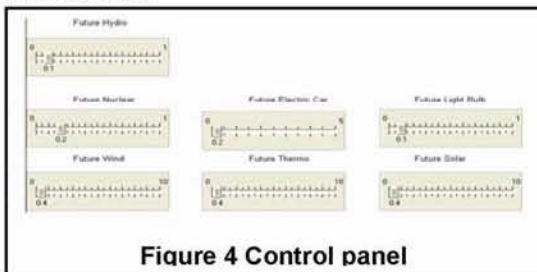 Future Hydro
0 1
0.1
Future Nuclear Future Electric Car Future Light Bulb
0 1 0 5 0 1
0.2 0.2 0.1
Future Wind Future Thermo Future Solar
0 10 0 10 0 10
0.4 0.4 0.4
Figure 4 Control panel